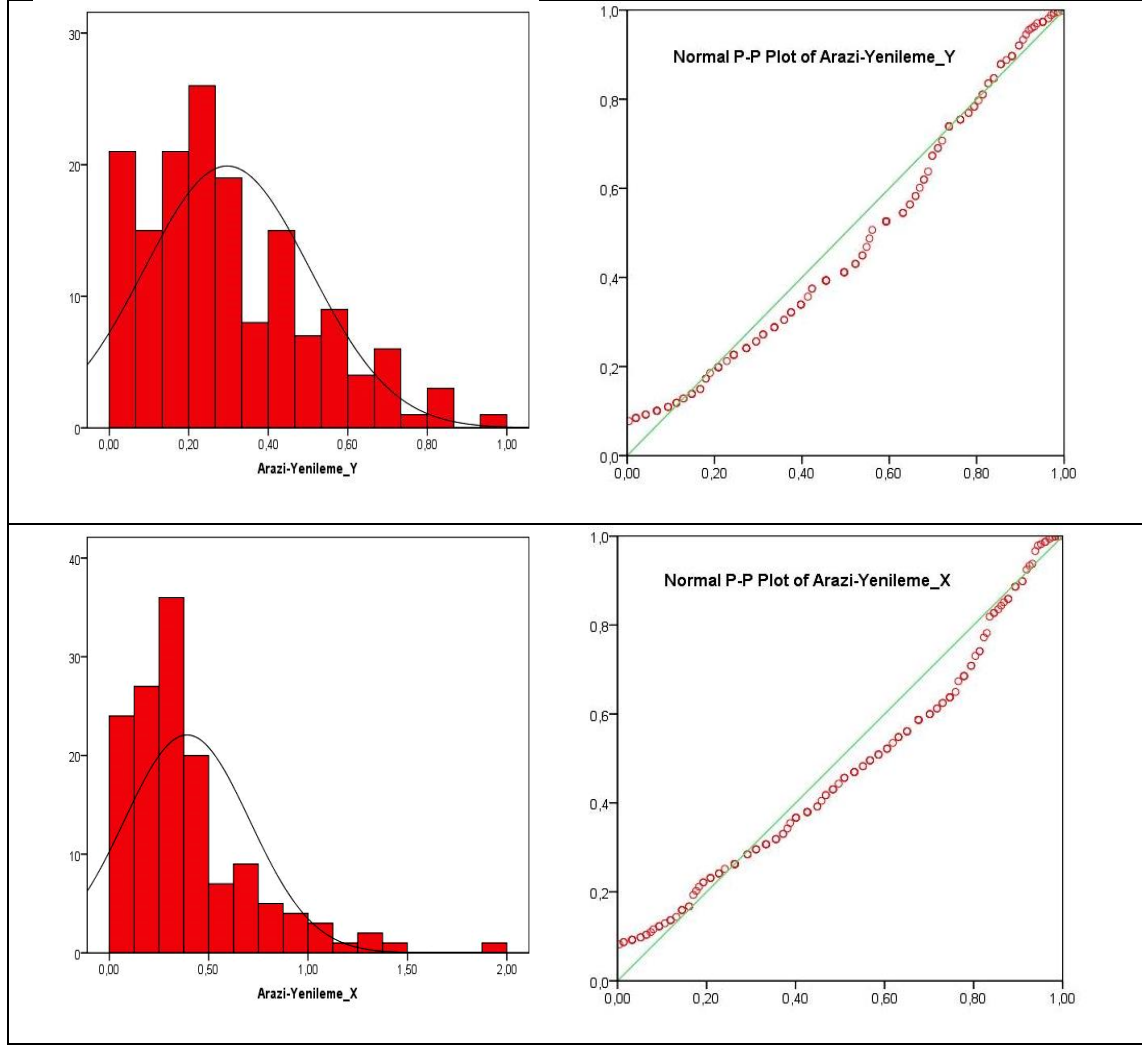 30
20
10
0
0,00 0,20 0,40 0,60 0,80 1,00
Arazi-Yenileme_Y
Normal P-P Plot of Arazi-Yenileme_Y
1,0
0,8
0,6
0,4
0,2
0,0
0,00 0,20 0,40 0,60 0,80 1,00
40
30
20
10
0
0,00 0,50 1,00 1,50 2,00
Arazi-Yenileme_X
Normal P-P Plot of Arazi-Yenileme_X
1,0
0,8
0,6
0,4
0,2
0,0
0,00 0,20 0,40 0,60 0,80 1,00